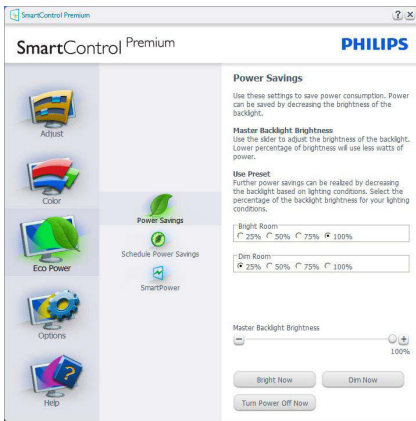 SmartControl Premium
? ×
SmartControl Premium
PHILIPS
Adjust
Color
Eco Power
Options
Help
Power Savings
Schedule Power Savings
SmartPower
Power Savings
Use these settings to save power consumption. Power
can be saved by decreasing the brightness of the
backlight.
Master Backlight Brightness
Use the slider to adjust the brightness of the backlight.
Lower percentage of brightness will use less watts of
power.
Use Preset
Further power savings can be realized by decreasing
the backlight based on lighting conditions. Select the
percentage of the backlight brightness for your lighting
conditions.
Bright Room
25% 50% 75% 100%
Dim Room
25% 50% 75% 100%
Master Backlight Brightness
100%
Bright Now Dim Now
Turn Power Off Now